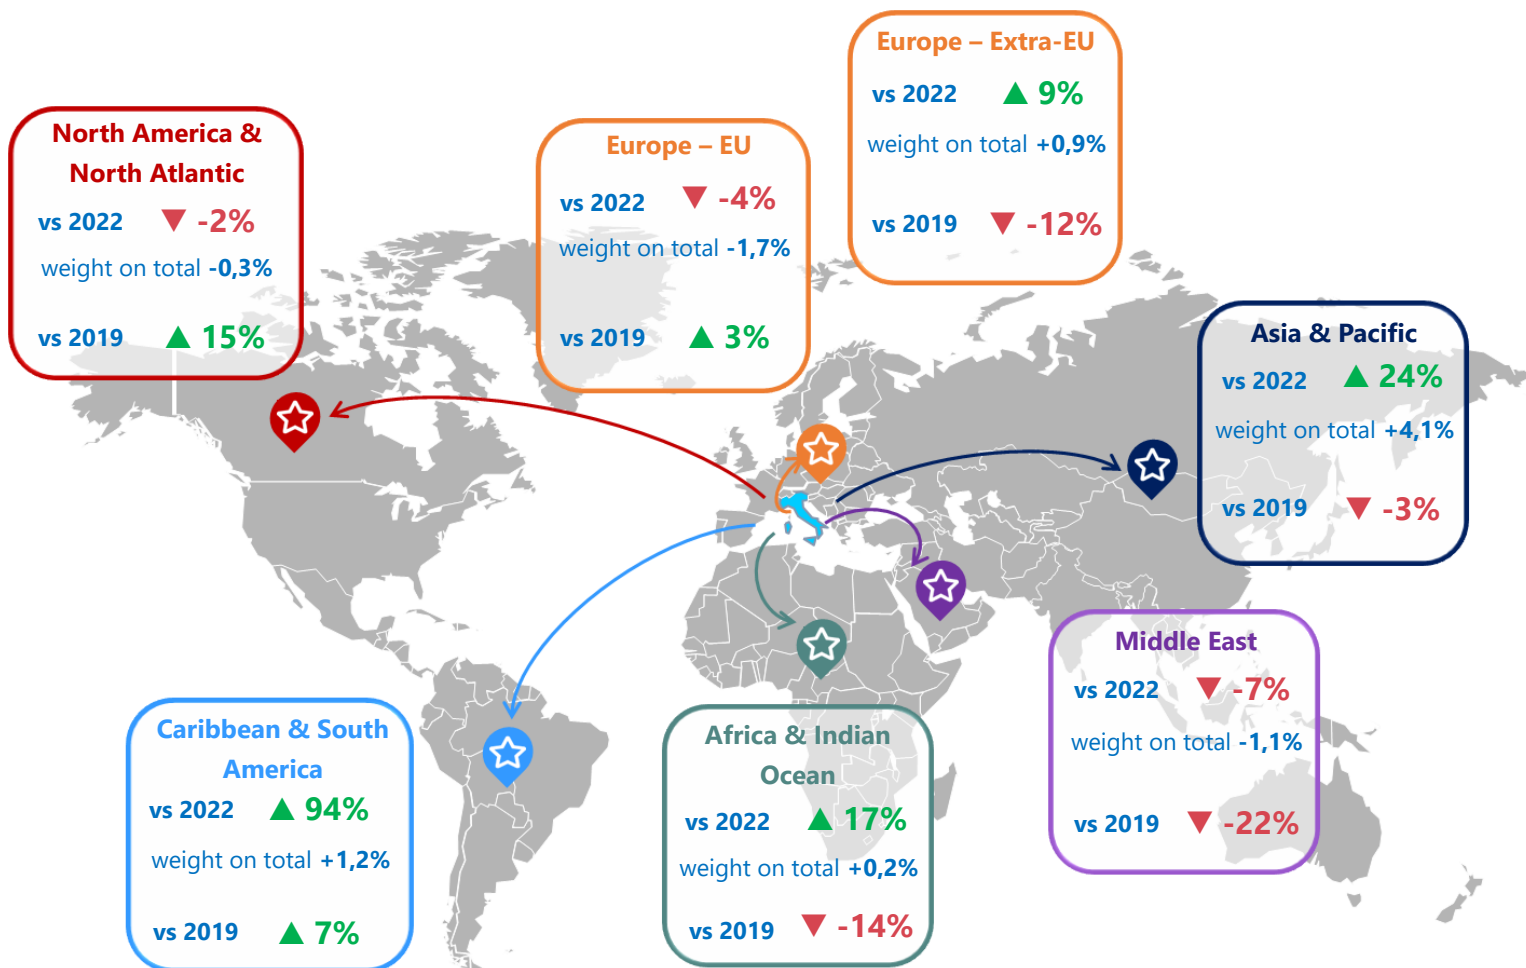 Europe – Extra-EU
vs 2022 ▲ 9%
weight on total +0,9%
vs 2019 ▼ -12%
North America &
North Atlantic
vs 2022 ▼ -2%
weight on total -0,3%
vs 2019 ▲ 15%
Europe – EU
vs 2022 ▼ -4%
weight on total -1,7%
vs 2019 ▲ 3%
Asia & Pacific
vs 2022 ▲ 24%
weight on total +4,1%
vs 2019 ▼ -3%
Middle East
vs 2022 ▼ -7%
weight on total -1,1%
vs 2019 ▼ -22%
Caribbean & South
America
vs 2022 ▲ 94%
weight on total +1,2%
vs 2019 ▲ 7%
Africa & Indian
Ocean
vs 2022 ▲ 17%
weight on total +0,2%
vs 2019 ▼ -14%